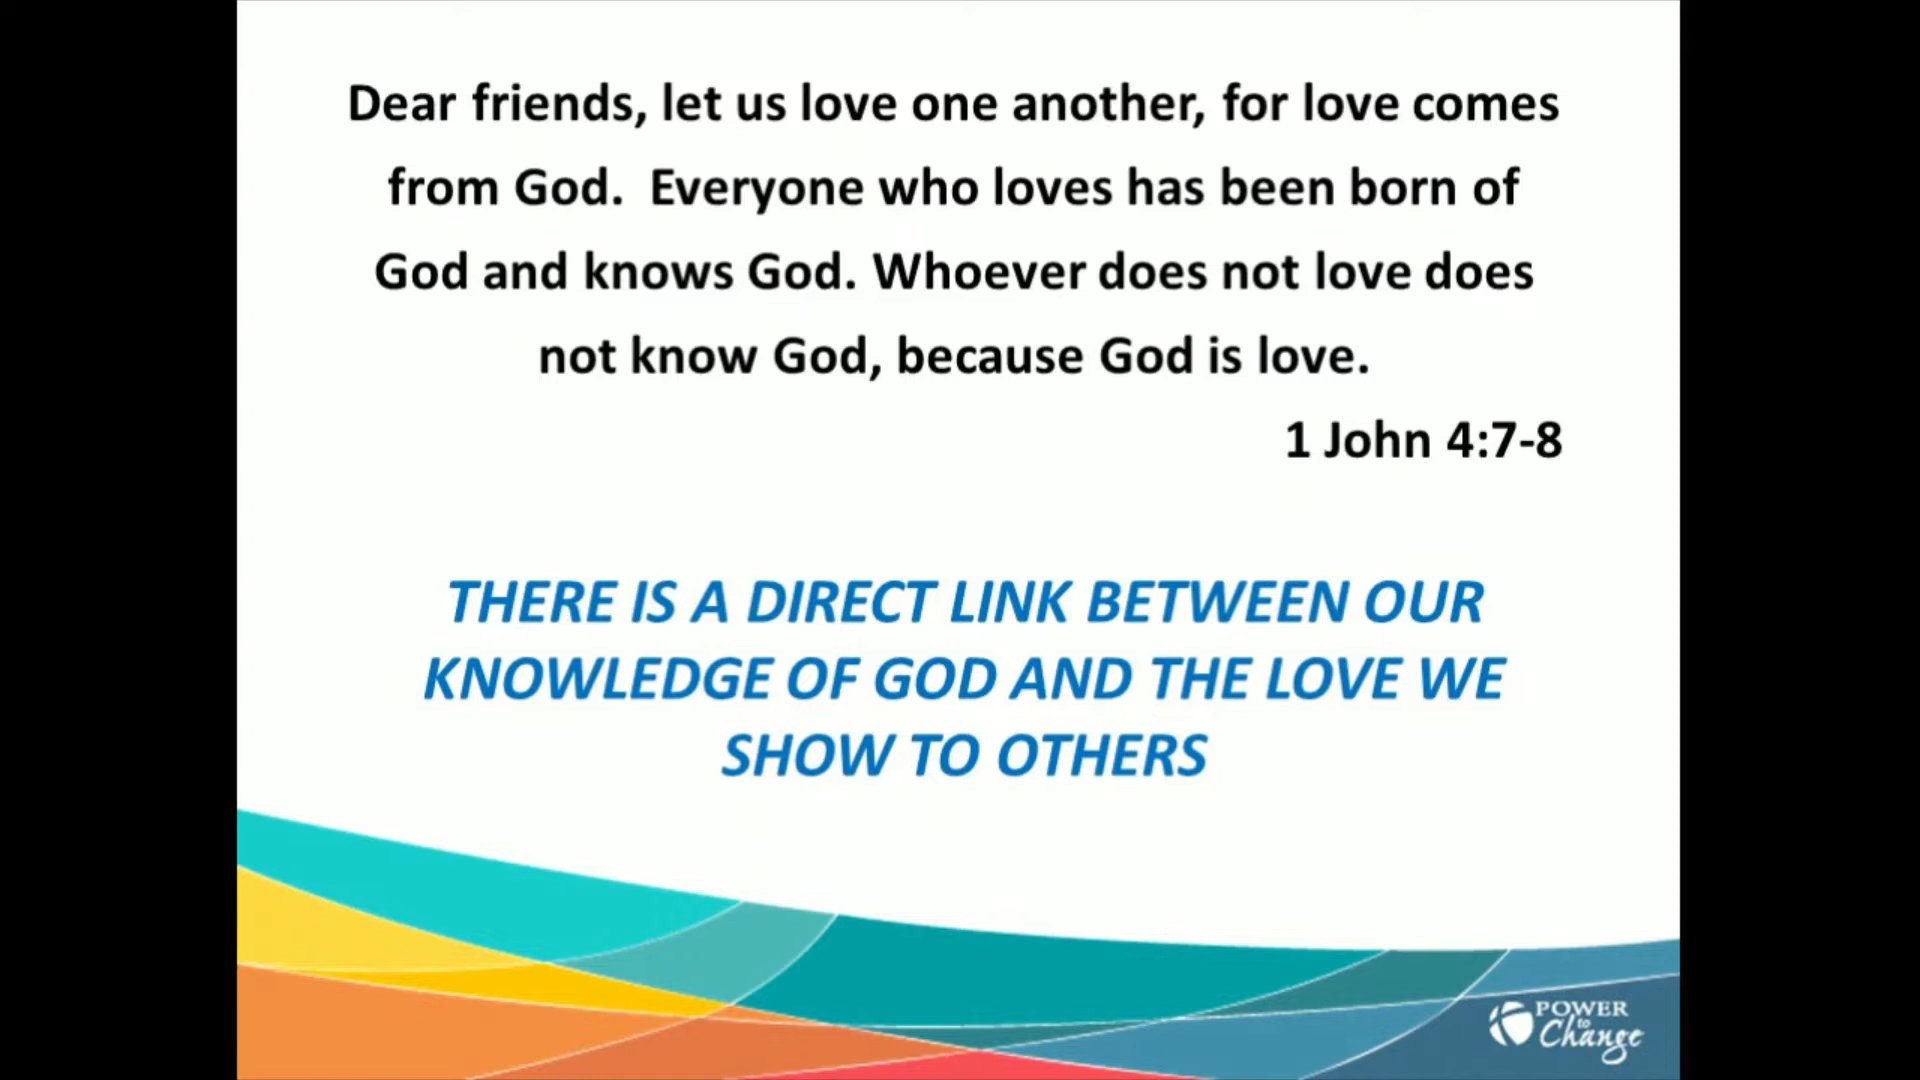 Dear friends, let us love one another, for love comes
from God.  Everyone who loves has been born of
God and knows God. Whoever does not love does
not know God, because God is love.
1 John 4:7-8
THERE IS A DIRECT LINK BETWEEN OUR
KNOWLEDGE OF GOD AND THE LOVE WE
SHOW TO OTHERS
POWER
to
Change